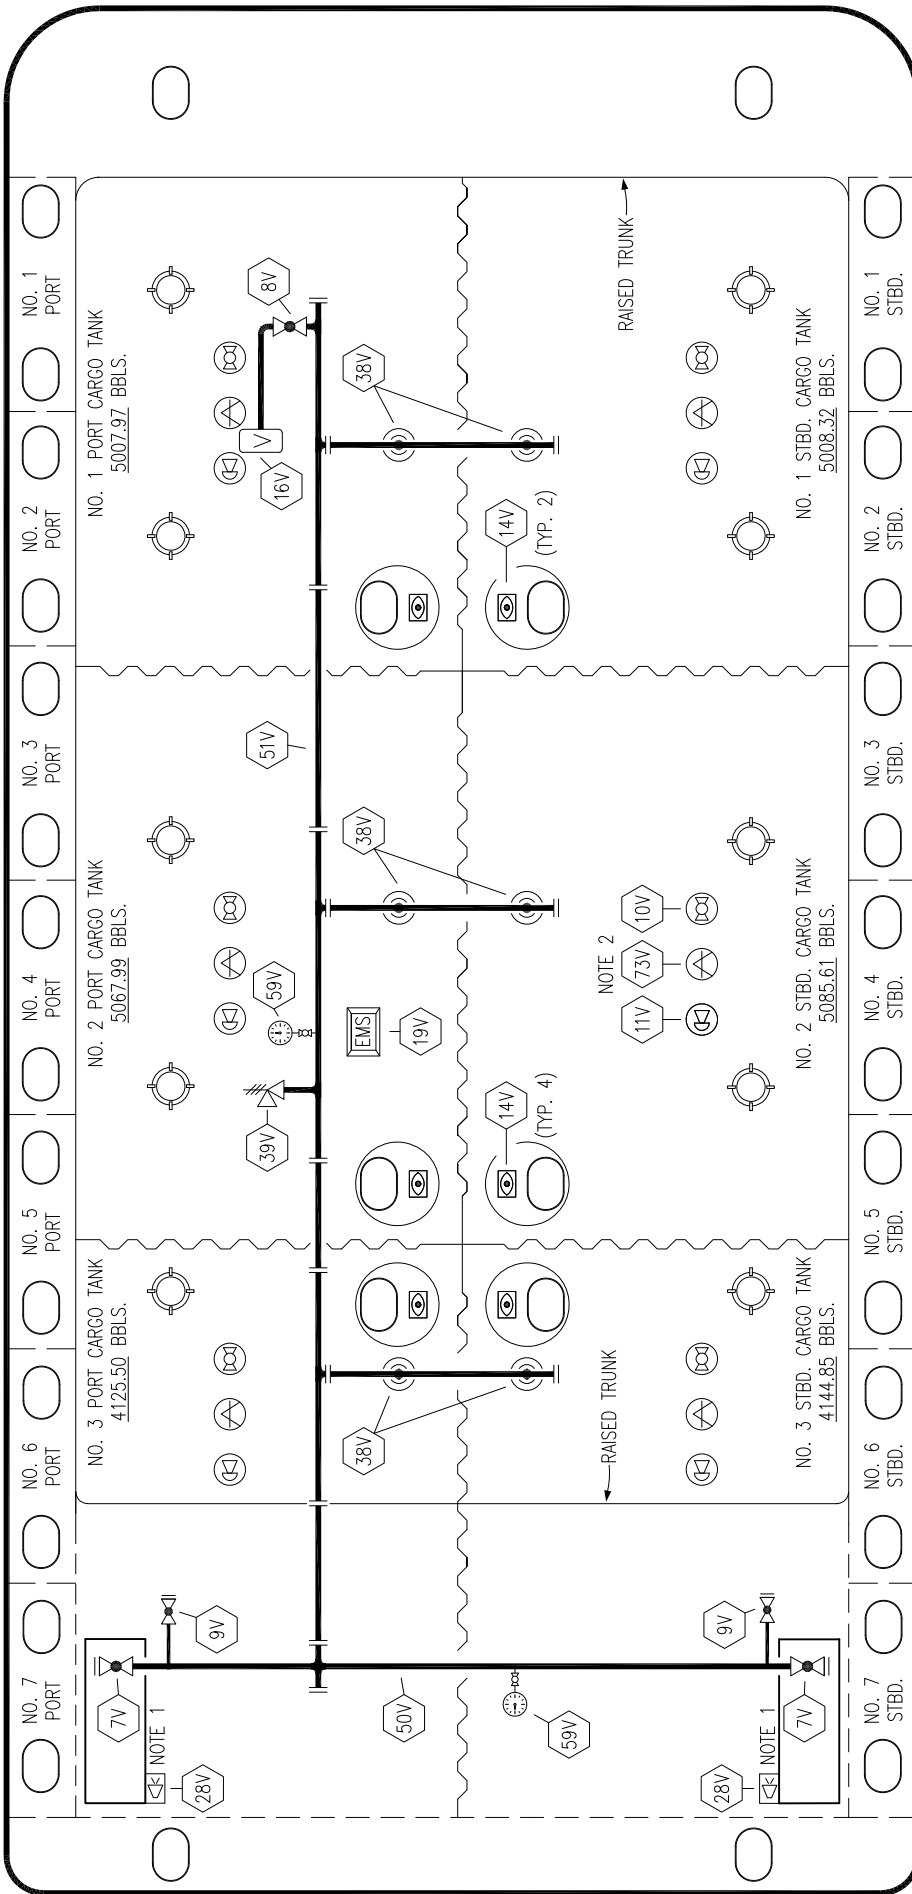 NO. 1
PORT
NO. 2
PORT
NO. 3
PORT
NO. 4
PORT
NO. 5
PORT
NO. 6
PORT
NO. 7
PORT
NO. 1 PORT CARGO TANK
5007.97 BBLS.
8V
V
16V
38V
14V
(TYP. 2)
RAISED TRUNK
NO. 1 STBD. CARGO TANK
5008.32 BBLS.
51V
NO. 2 PORT CARGO TANK
5067.99 BBLS.
38V
59V
EMS
19V
39V
14V
(TYP. 4)
NOTE 2
10V
73V
11V
NO. 2 STBD. CARGO TANK
5085.61 BBLS.
NO. 3 PORT CARGO TANK
4125.50 BBLS.
38V
RAISED TRUNK
NO. 3 STBD. CARGO TANK
4144.85 BBLS.
9V
7V
NOTE 1
28V
50V
59V
9V
7V
NOTE 1
28V
NO. 1
STBD.
NO. 2
STBD.
NO. 3
STBD.
NO. 4
STBD.
NO. 5
STBD.
NO. 6
STBD.
NO. 7
STBD.